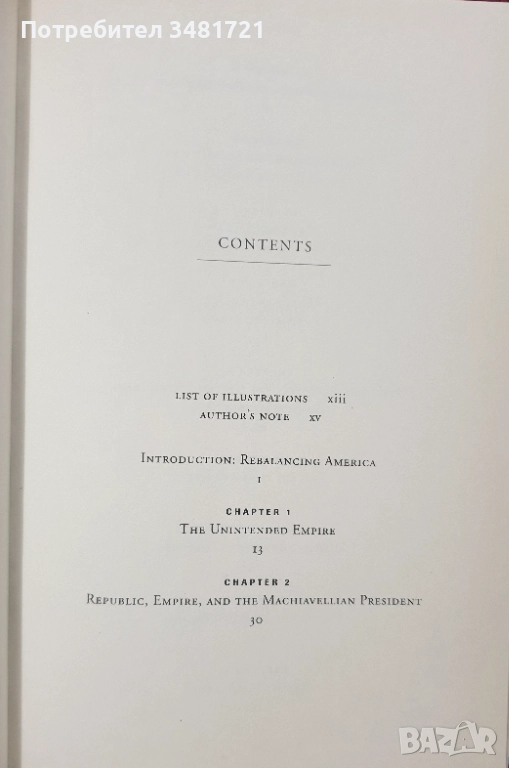 Потребител 3481721
CONTENTS
LIST OF ILLUSTRATIONS xiii
AUTHOR'S NOTE xv
INTRODUCTION: REBALANCING AMERICA
1
CHAPTER 1
THE UNINTENDED EMPIRE
13
CHAPTER 2
REPUBLIC, EMPIRE, AND THE MACHIAVELLIAN PRESIDENT
30
BAZAR